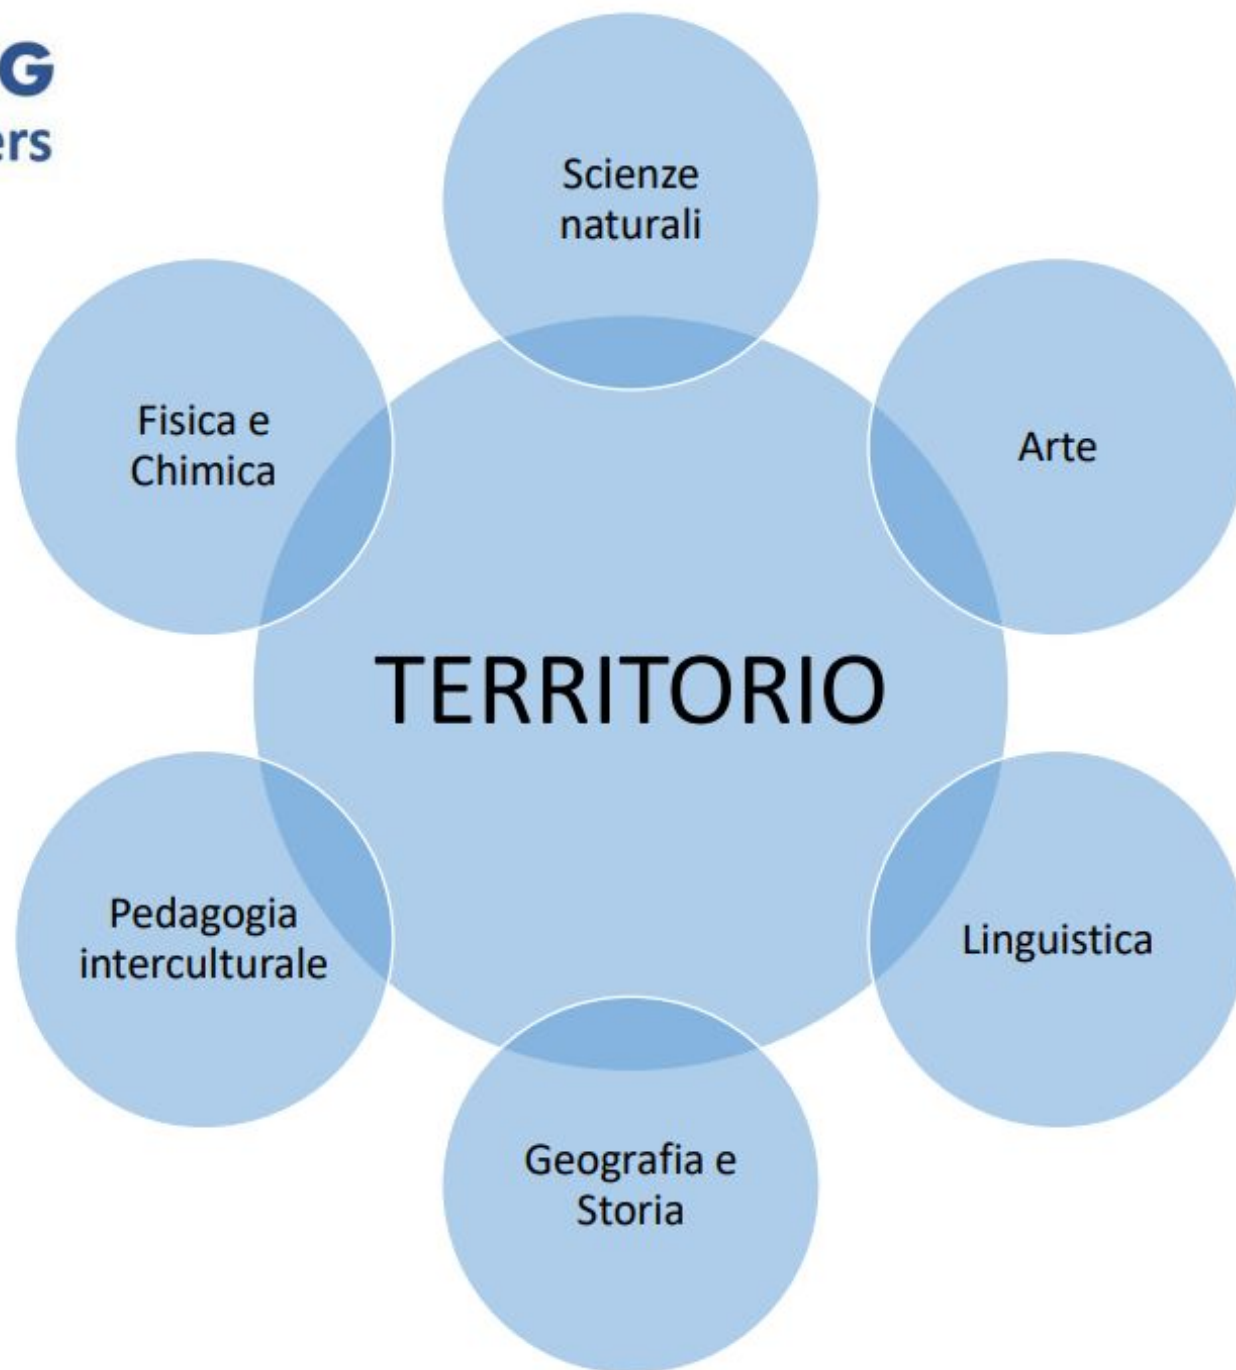 G
ers
Scienze
naturali
Fisica e
Chimica
Arte
TERRITORIO
Pedagogia
interculturale
Linguistica
Geografia e
Storia